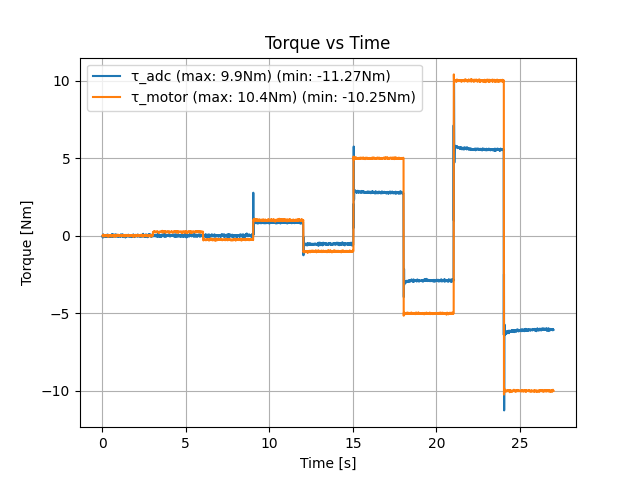 Torque vs Time
τ_adc (max: 9.9Nm) (min: -11.27Nm)
τ_motor (max: 10.4Nm) (min: -10.25Nm)
Torque [Nm]
10
5
0
−5
−10
0 5 10 15 20 25
Time [s]